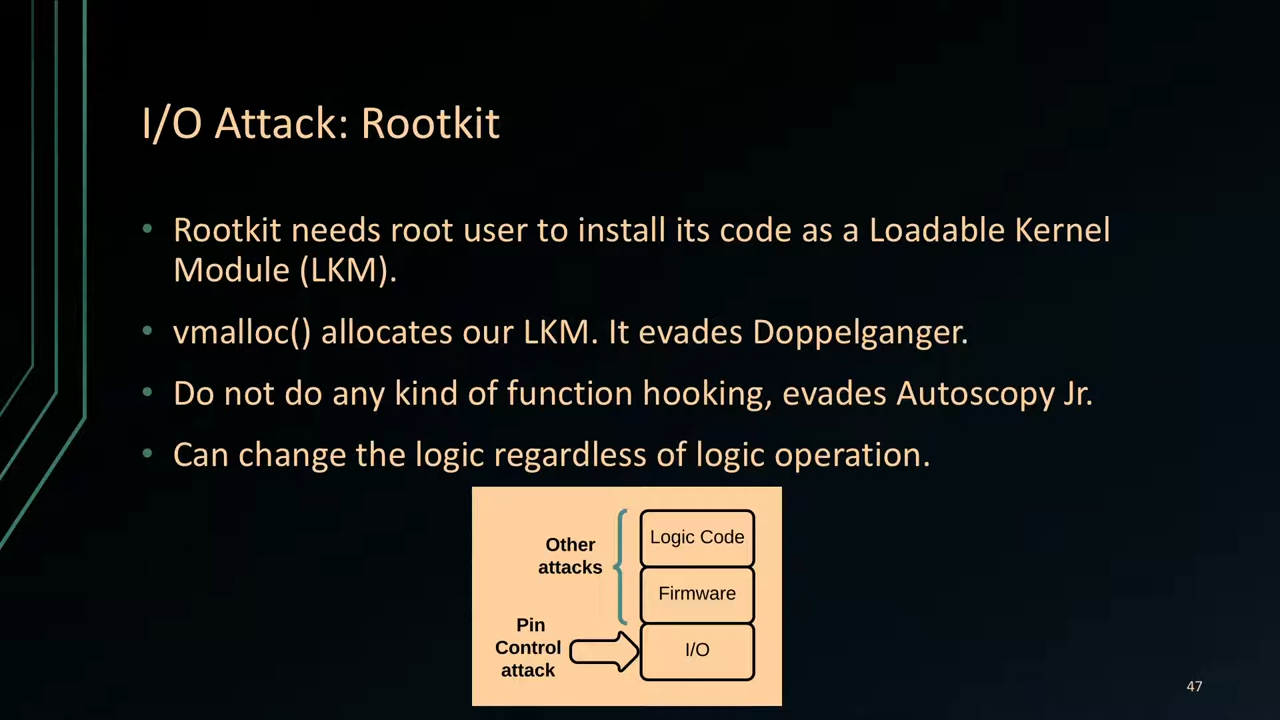 I/O Attack: Rootkit
• Rootkit needs root user to install its code as a Loadable Kernel
Module (LKM).
• vmalloc() allocates our LKM. It evades Doppelganger.
• Do not do any kind of function hooking, evades Autoscopy Jr.
• Can change the logic regardless of logic operation.
Other
attacks
Logic Code
Firmware
Pin
Control
attack
I/O
47